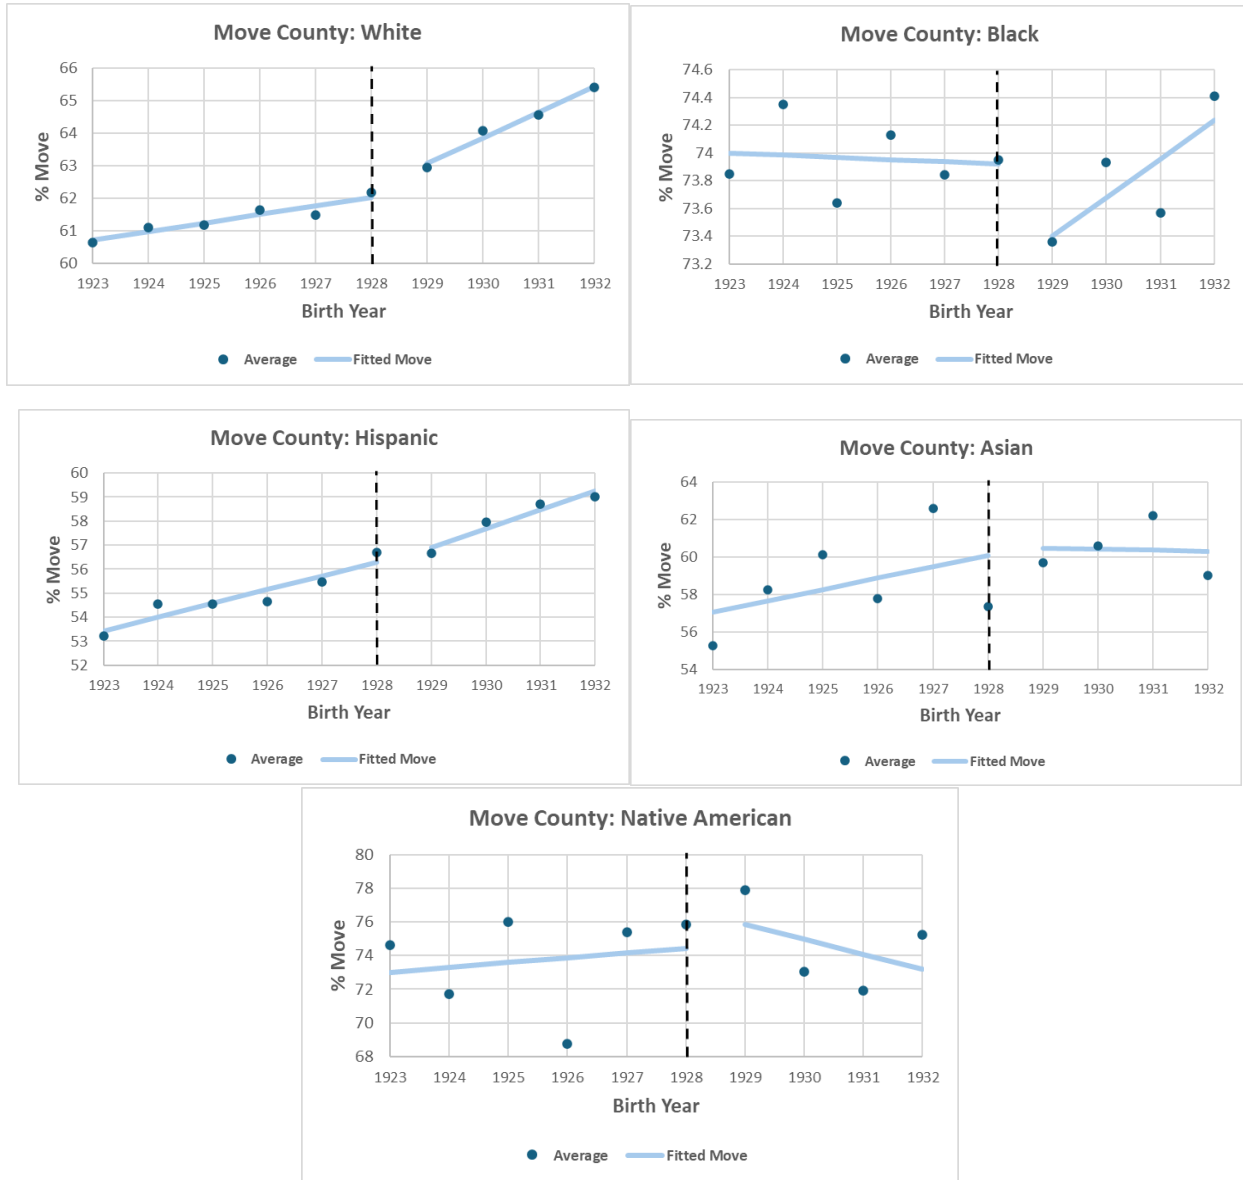 Move County: White
66
65
64
63
62
61
60
% Move
1923 1924 1925 1926 1927 1928 1929 1930 1931 1932
Birth Year
Average Fitted Move
Move County: Black
74.6
74.4
74.2
74
73.8
73.6
73.4
73.2
% Move
1923 1924 1925 1926 1927 1928 1929 1930 1931 1932
Birth Year
Average Fitted Move
Move County: Hispanic
60
59
58
57
56
55
54
53
52
% Move
1923 1924 1925 1926 1927 1928 1929 1930 1931 1932
Birth Year
Average Fitted Move
Move County: Asian
64
62
60
58
56
54
% Move
1923 1924 1925 1926 1927 1928 1929 1930 1931 1932
Birth Year
Average Fitted Move
Move County: Native American
80
78
76
74
72
70
68
% Move
1923 1924 1925 1926 1927 1928 1929 1930 1931 1932
Birth Year
Average Fitted Move